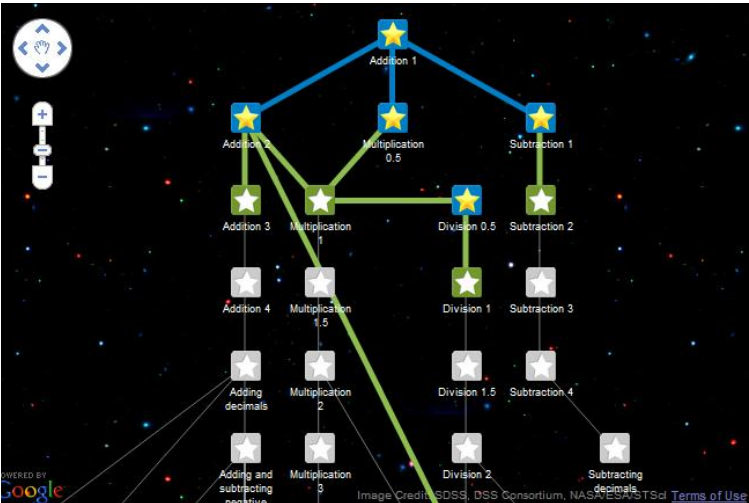 Addition 1
Addition 2
Multiplication
0.5
Subtraction 1
Addition 3
Multiplication
1
Division 0.5
Subtraction 2
Addition 4
Multiplication
1.5
Division 1
Subtraction 3
Adding
decimals
Multiplication
2
Division 1.5
Subtraction 4
Adding and
subtracting
negative
Multiplication
3
Division 2
Subtracting
decimals
POWERED BY
Google
Image Credit: SDSS, DSS Consortium, NASA/ESA/STScI Terms of Use